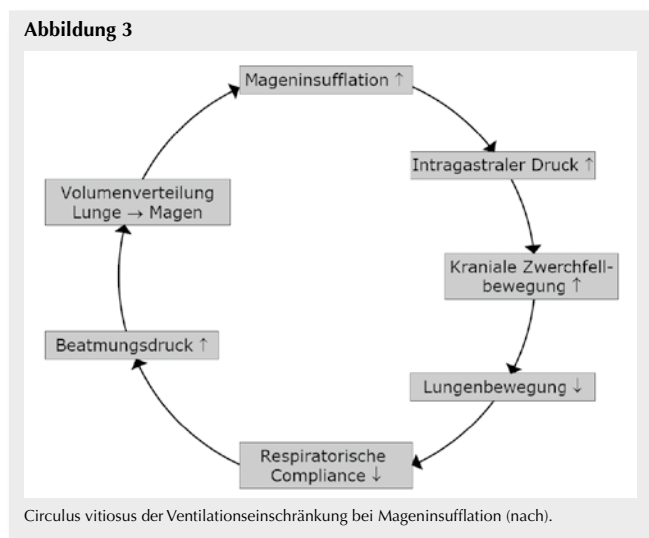 Abbildung 3
Mageninsufflation ↑
Intragastraler Druck ↑
Kraniale Zwerchfell-
bewegung ↑
Lungenbewegung ↓
Respiratorische
Compliance ↓
Beatmungsdruck ↑
Volumenverteilung
Lunge → Magen
Circulus vitiosus der Ventilationseinschränkung bei Mageninsufflation (nach).